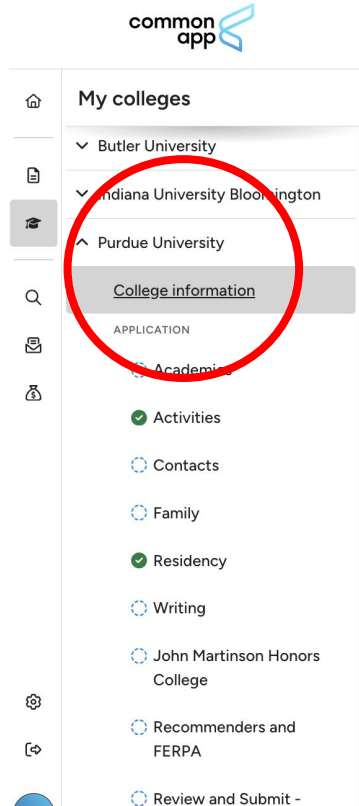 common
app
My colleges
Butler University
Indiana University Bloomington
Purdue University
College information
APPLICATION
Academics
Activities
Contacts
Family
Residency
Writing
John Martinson Honors
College
Recommenders and
FERPA
Review and Submit -